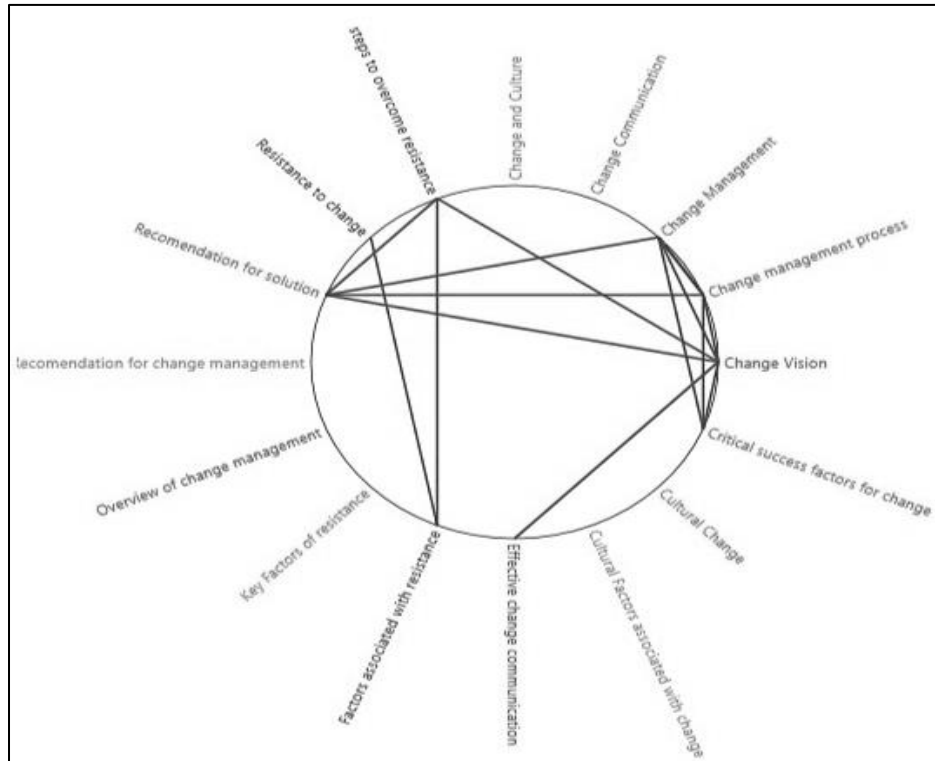 steps to overcome resistance
Change and Culture
Change Communication
Change Management
Change management process
Change Vision
Critical success factors for change
Cultural Change
Cultural Factors associated with change
Effective change communication
Factors associated with resistance
Key Factors of resistance
Overview of change management
lecomendation for change management
Recomendation for solution
Resistance to change